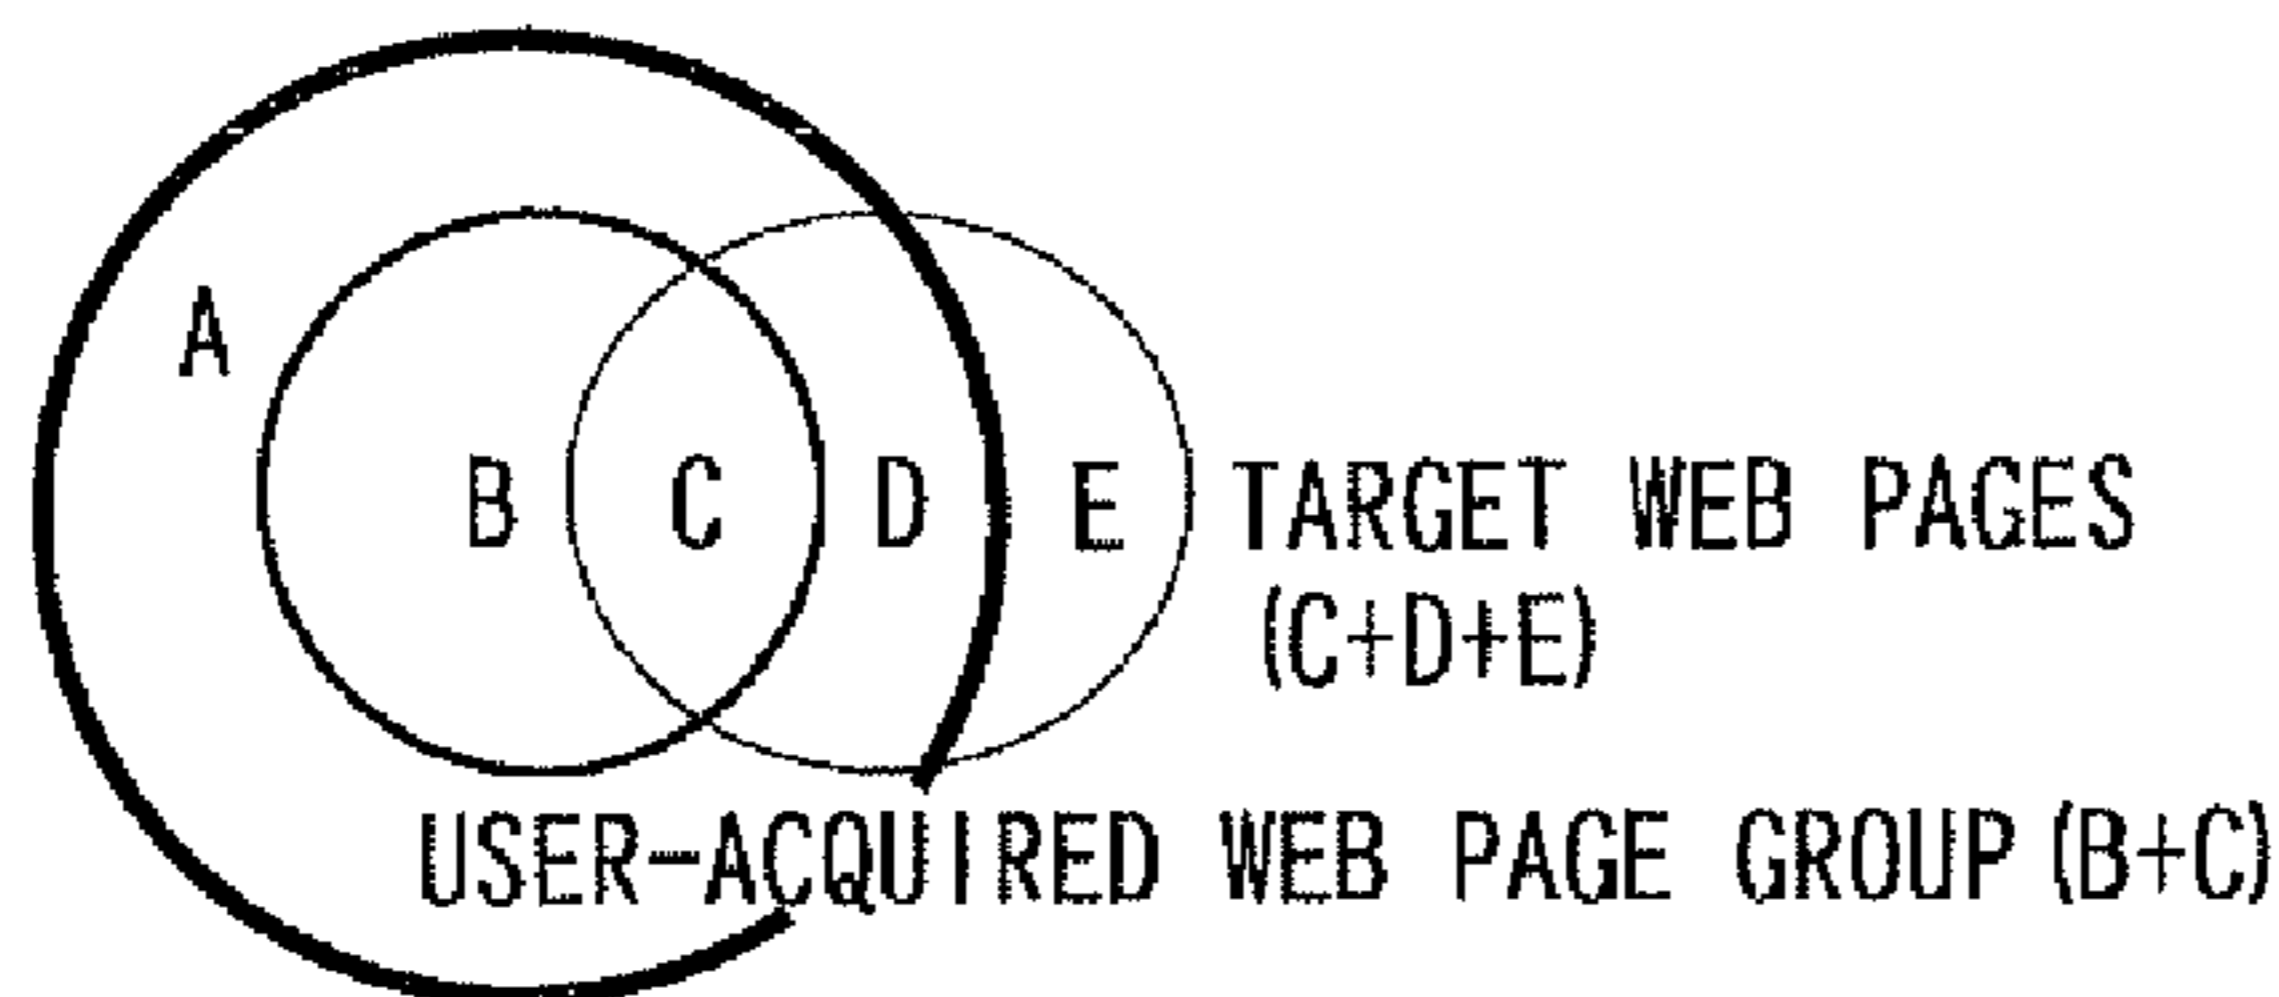 A
B C D E TARGET WEB PAGES
(C+D+E)
USER-ACQUIRED WEB PAGE GROUP (B+C)